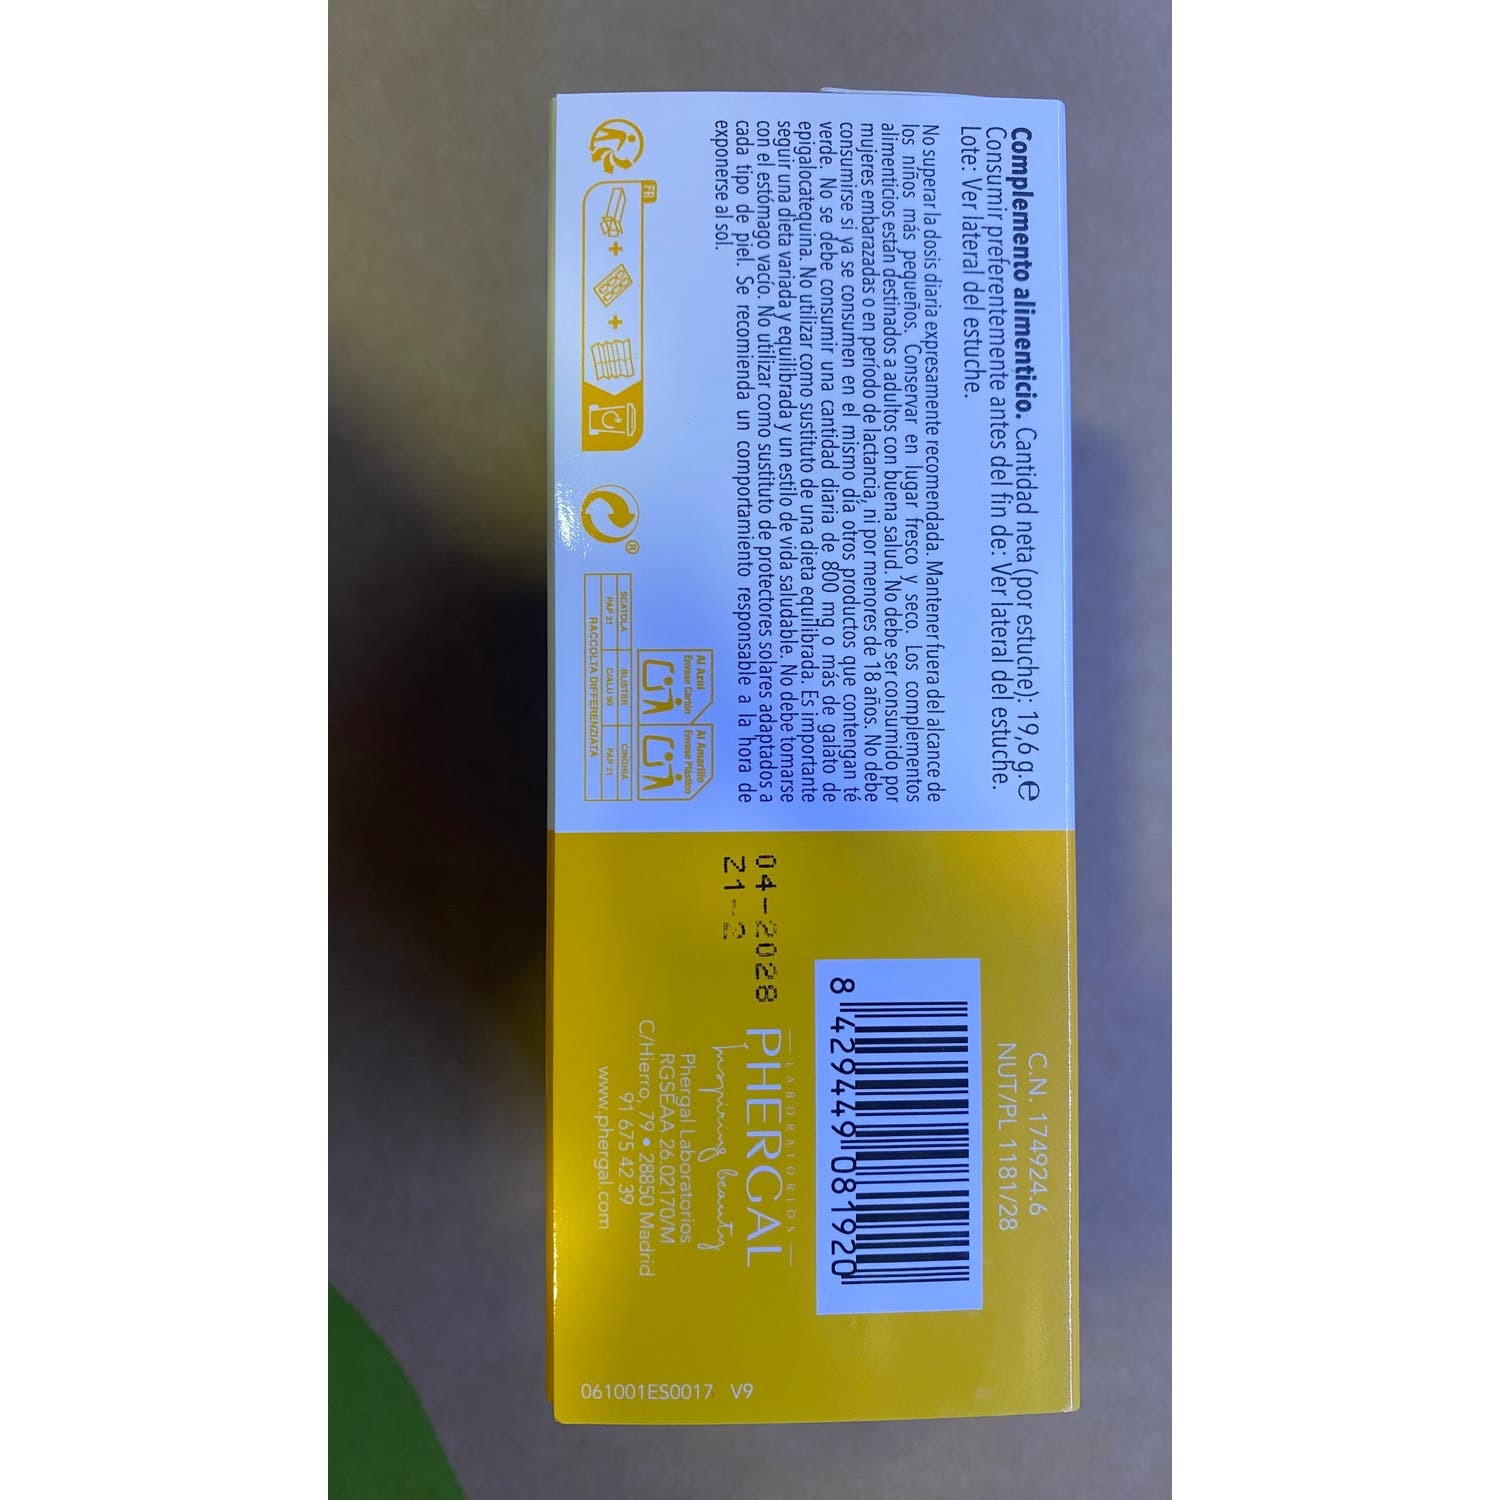 Complemento alimenticio. Cantidad neta (por estuche): 19,6 g.℮
Consumir preferentemente antes del fin de: Ver lateral del estuche.
Lote: Ver lateral del estuche.
No superar la dosis diaria expresamente recomendada. Mantener fuera del alcance de
los niños más pequeños. Conservar en lugar fresco y seco. Los complementos
alimenticios están destinados a adultos con buena salud. No debe ser consumido por
mujeres embarazadas o en período de lactancia, ni por menores de 18 años. No debe
consumirse si ya se consumen en el mismo día otros productos que contengan té
verde. No se debe consumir una cantidad diaria de 800 mg o más de galato de
epigalocatequina. No utilizar como sustituto de una dieta equilibrada. Es importante
seguir una dieta variada y equilibrada y un estilo de vida saludable. No debe tomarse
con el estómago vacío. No utilizar como sustituto de protectores solares adaptados a
cada tipo de piel. Se recomienda un comportamiento responsable a la hora de
exponerse al sol.
FR
Al Azul
Envase Cartón
Al Amarillo
Envase Plástico
SCATOLA BLISTER CINGHIA
PAP 21 C/ALU 90 PAP 21
RACCOLTA DIFFERENZIATA
C.N. 174924.6
NUT/PL 1181/28
8 429449 081920
04-2028
21-2
LABORATORIOS
PHERGAL
Inspiring beauty
Phergal Laboratorios
RGSEAA 26.02170/M
C/Hierro, 79 • 28850 Madrid
91 675 42 39
www.phergal.com
061001ES0017 V9